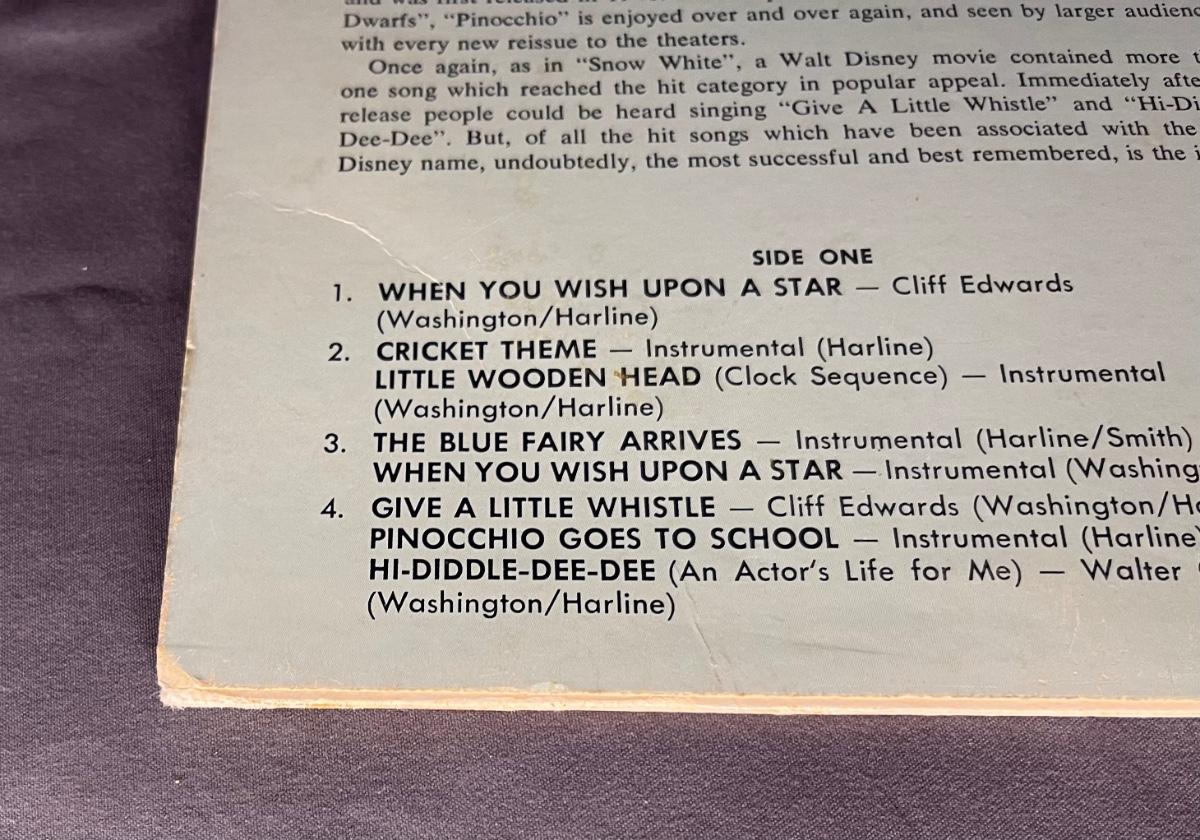 Dwarfs”, “Pinocchio” is enjoyed over and over again, and seen by larger
with every new reissue to the theaters.
Once again, as in “Snow White”, a Walt Disney movie contained more
one song which reached the hit category in popular appeal. Immediately
release people could be heard singing “Give A Little Whistle” and “Hi-Di
Dee-Dee”. But, of all the hit songs which have been associated with the
Disney name, undoubtedly, the most successful and best remembered, is the
SIDE ONE
1. WHEN YOU WISH UPON A STAR — Cliff Edwards
(Washington/Harline)
2. CRICKET THEME — Instrumental (Harline)
LITTLE WOODEN HEAD (Clock Sequence) — Instrumental
(Washington/Harline)
3. THE BLUE FAIRY ARRIVES — Instrumental (Harline/Smith)
WHEN YOU WISH UPON A STAR — Instrumental (Washing
4. GIVE A LITTLE WHISTLE — Cliff Edwards (Washington/Ha
PINOCCHIO GOES TO SCHOOL — Instrumental (Harline)
HI-DIDDLE-DEE-DEE (An Actor’s Life for Me) — Walter
(Washington/Harline)